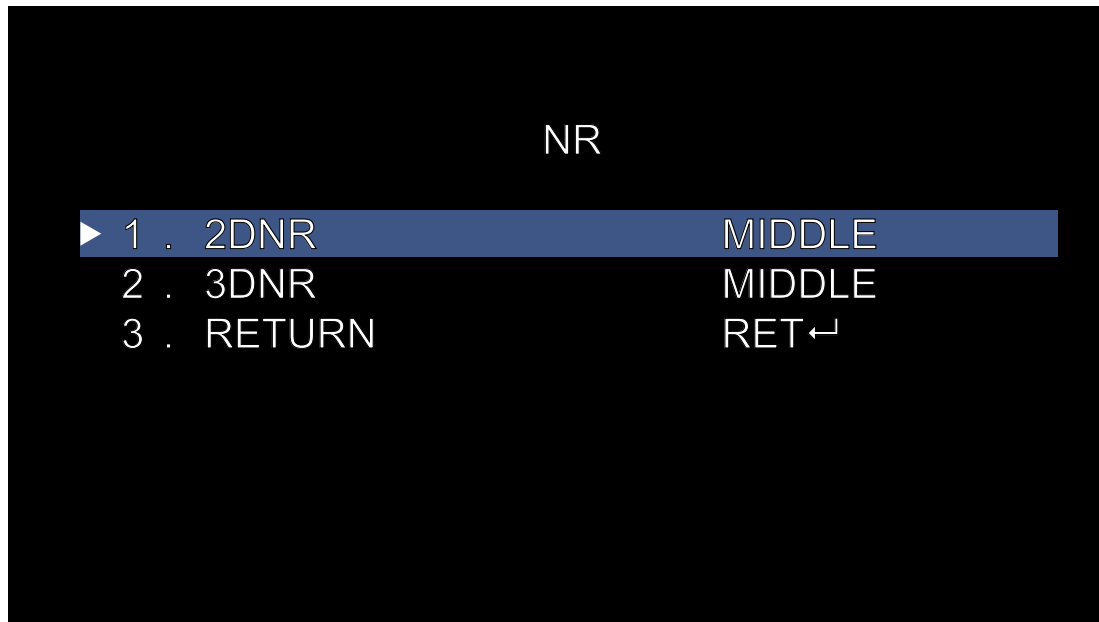 NR
1 . 2DNR MIDDLE
2 . 3DNR MIDDLE
3 . RETURN RET↵